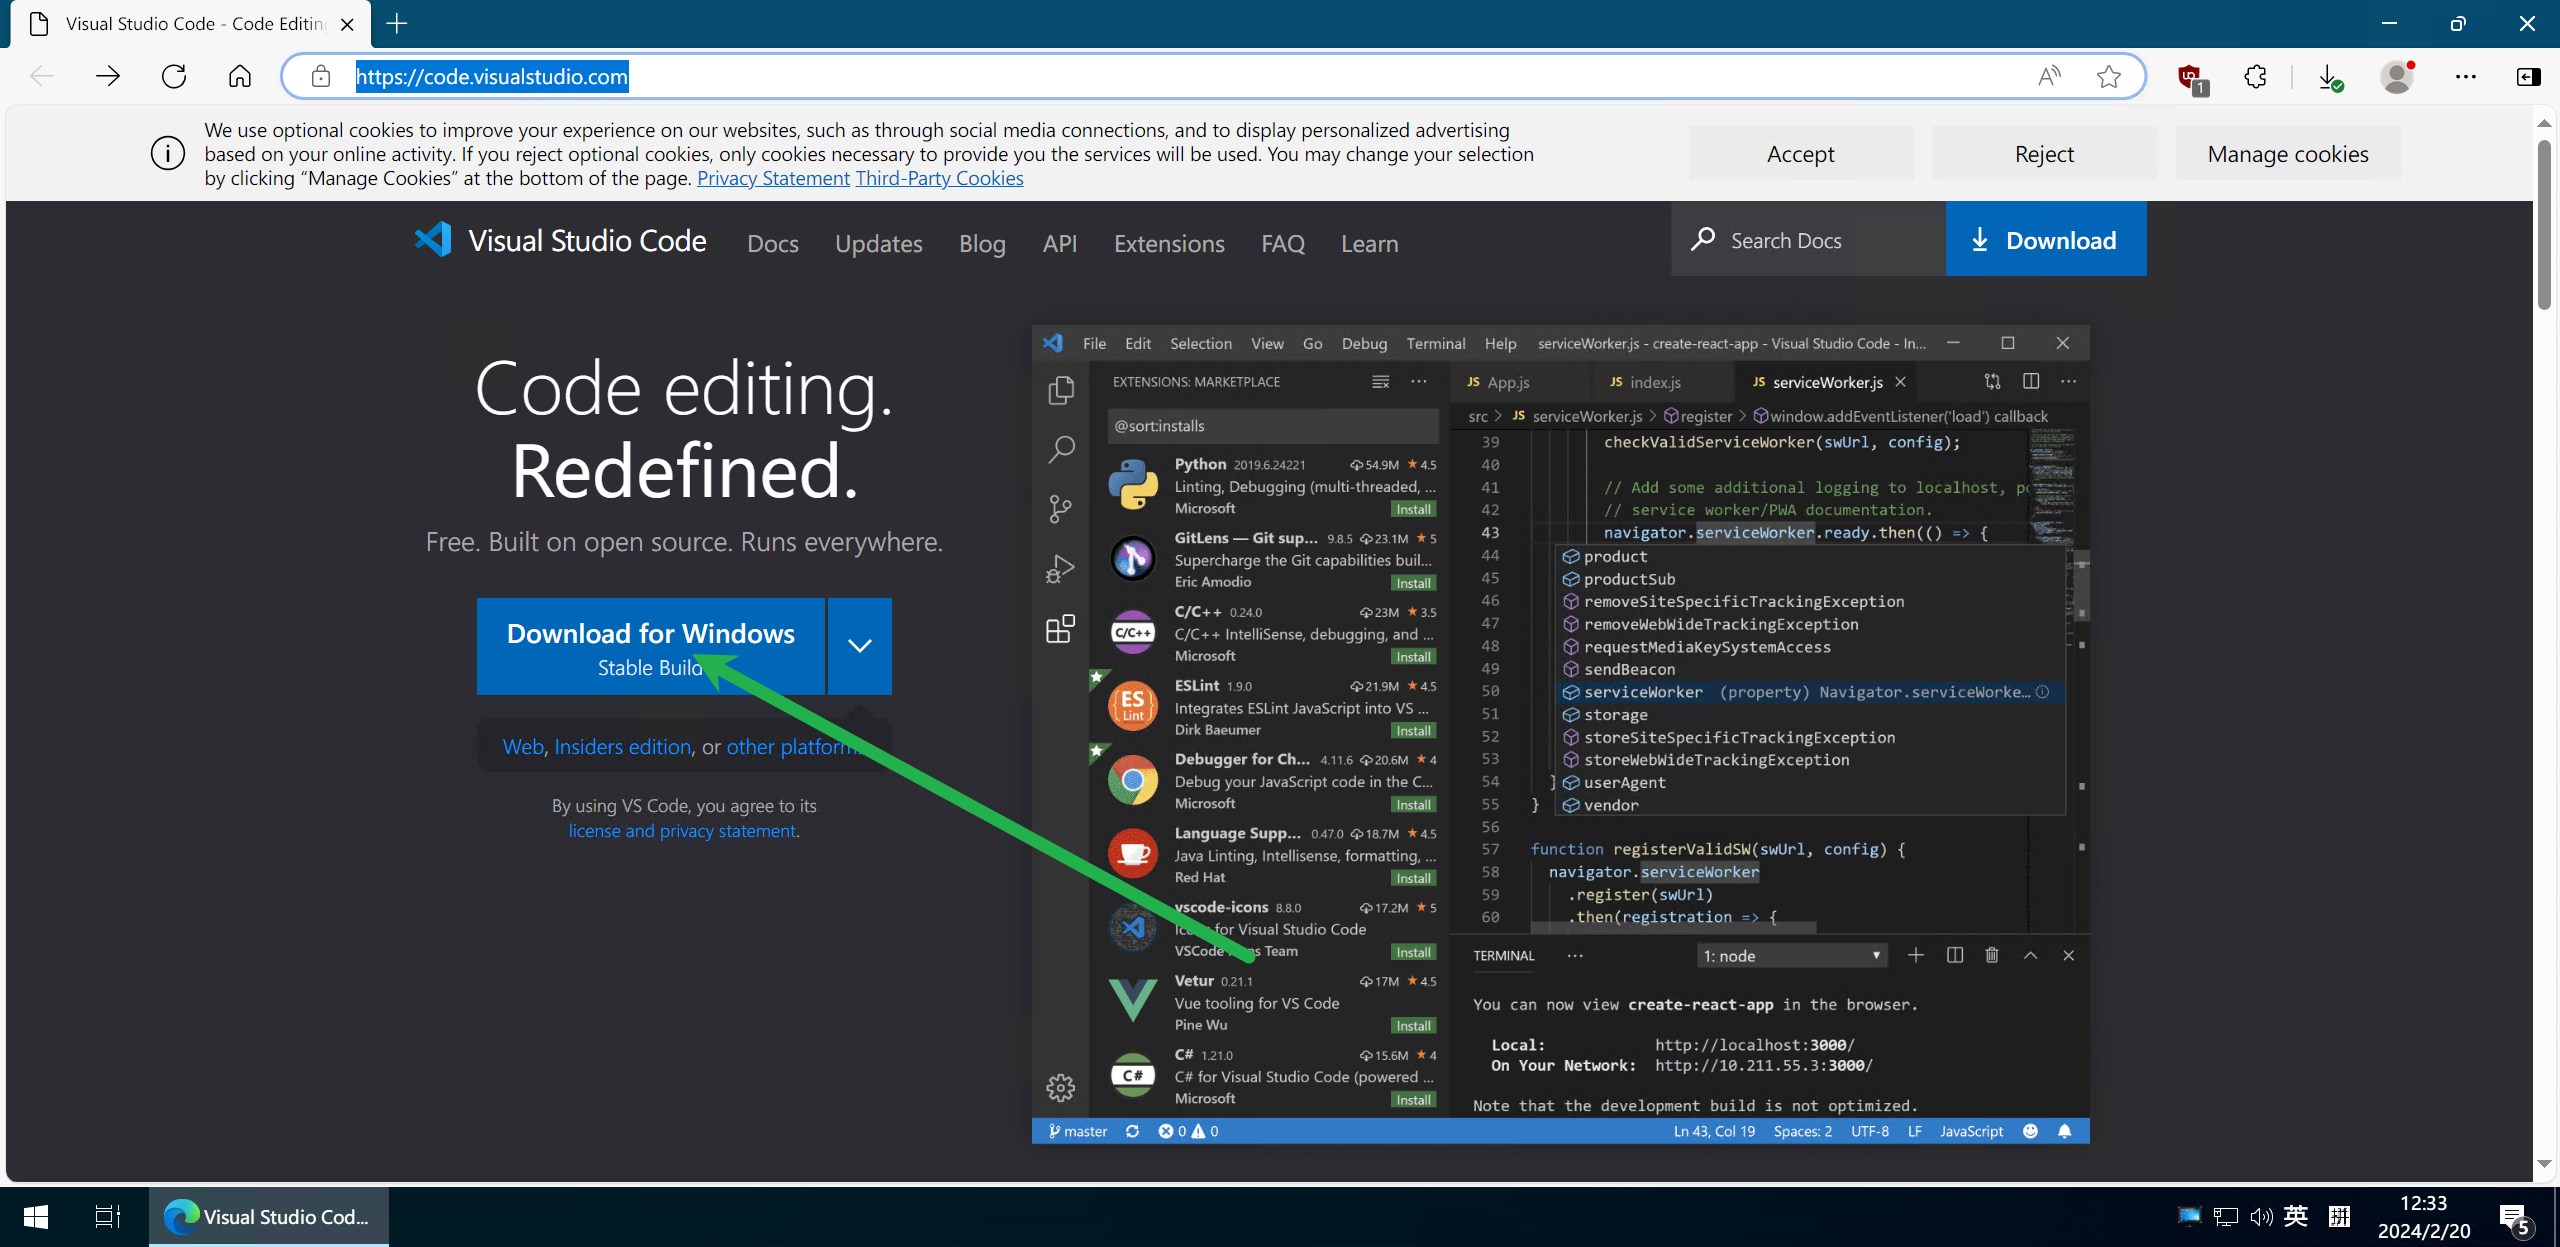 Visual Studio Code - Code Editin
https://code.visualstudio.com
1
We use optional cookies to improve your experience on our websites, such as through social media connections, and to display personalized advertising
based on your online activity. If you reject optional cookies, only cookies necessary to provide you the services will be used. You may change your selection
by clicking “Manage Cookies” at the bottom of the page. Privacy Statement Third-Party Cookies
Accept
Reject
Manage cookies
Visual Studio Code
Docs
Updates
Blog
API
Extensions
FAQ
Learn
Search Docs
Download
Code editing.
Redefined.
Free. Built on open source. Runs everywhere.
Download for Windows
Stable Build
Web, Insiders edition, or other platforms
By using VS Code, you agree to its
license and privacy statement.
File Edit Selection View Go Debug Terminal Help serviceWorker.js - create-react-app - Visual Studio Code - In...
EXTENSIONS: MARKETPLACE
@sort:installs
Python 2019.6.24221 54.9M 4.5
Linting, Debugging (multi-threaded, ...
Microsoft Install
GitLens — Git sup... 9.8.5 23.1M 5
Supercharge the Git capabilities buil...
Eric Amodio Install
C/C++
C/C++ 0.24.0 23M 3.5
C/C++ IntelliSense, debugging, and ...
Microsoft Install
ES
Lint
ESLint 1.9.0 21.9M 4.5
Integrates ESLint JavaScript into VS ...
Dirk Baeumer Install
Debugger for Ch... 4.11.6 20.6M 4
Debug your JavaScript code in the C...
Microsoft Install
Language Supp... 0.47.0 18.7M 4.5
Java Linting, Intellisense, formatting, ...
Red Hat Install
vscode-icons 8.8.0 17.2M 5
for Visual Studio Code
VSCode Team Install
Vetur 0.21.1 17M 4.5
Vue tooling for VS Code
Pine Wu Install
C#
C# 1.21.0 15.6M 4
C# for Visual Studio Code (powered ...
Microsoft Install
JS App.js
JS index.js
JS serviceWorker.js
src > JS serviceWorker.js > register > window.addEventListener('load') callback
39 checkValidServiceWorker(swUrl, config);
40
41 // Add some additional logging to localhost, p
42 // service worker/PWA documentation.
43 navigator.serviceWorker.ready.then(() => {
44 product
45 productSub
46 removeSiteSpecificTrackingException
47 removeWebWideTrackingException
48 requestMediaKeySystemAccess
49 sendBeacon
50 serviceWorker (property) Navigator.serviceWorke...
51 storage
52 storeSiteSpecificTrackingException
53 storeWebWideTrackingException
54 } userAgent
55 } vendor
56
57 function registerValidSW(swUrl, config) {
58 navigator.serviceWorker
59 .register(swUrl)
60 .then(registration => {
TERMINAL ... 1: node
You can now view create-react-app in the browser.
Local: http://localhost:3000/
On Your Network: http://10.211.55.3:3000/
Note that the development build is not optimized.
master 0 0 Ln 43, Col 19 Spaces: 2 UTF-8 LF JavaScript
Visual Studio Cod...
英
拼
12:33
2024/2/20
5